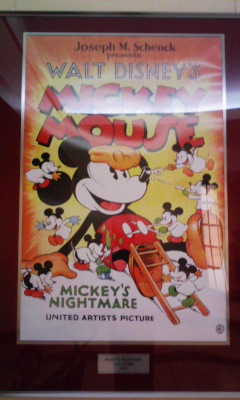 Joseph M. Schenck
presents
WALT DISNEY'S
MICKEY
MOUSE
MICKEY'S
NIGHTMARE
UNITED ARTISTS PICTURE